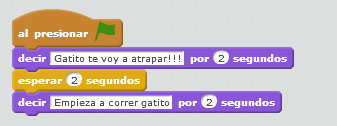 al presionar
decir Gatito te voy a atrapar!!! por 2 segundos
esperar 2 segundos
decir Empieza a correr gatito por 2 segundos